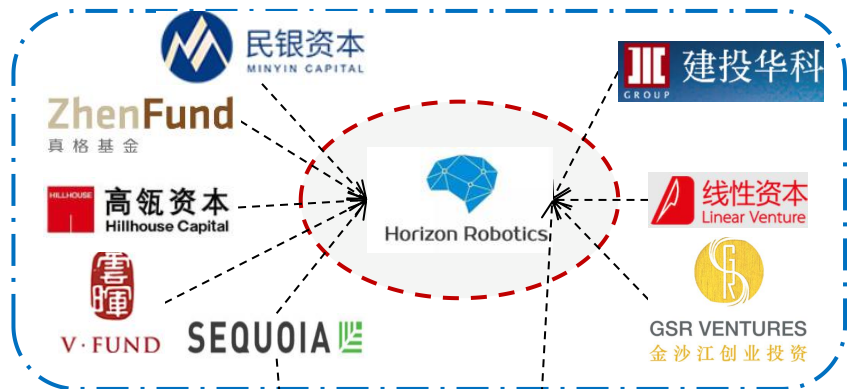 民银资本
MINYIN CAPITAL
JIC
GROUP
建投华科
ZhenFund
真格基金
HILLHOUSE
高瓴资本
Hillhouse Capital
Horizon Robotics
线性资本
Linear Venture
雲暉
V·FUND
SEQUOIA
GSR
GSR VENTURES
金沙江创业投资